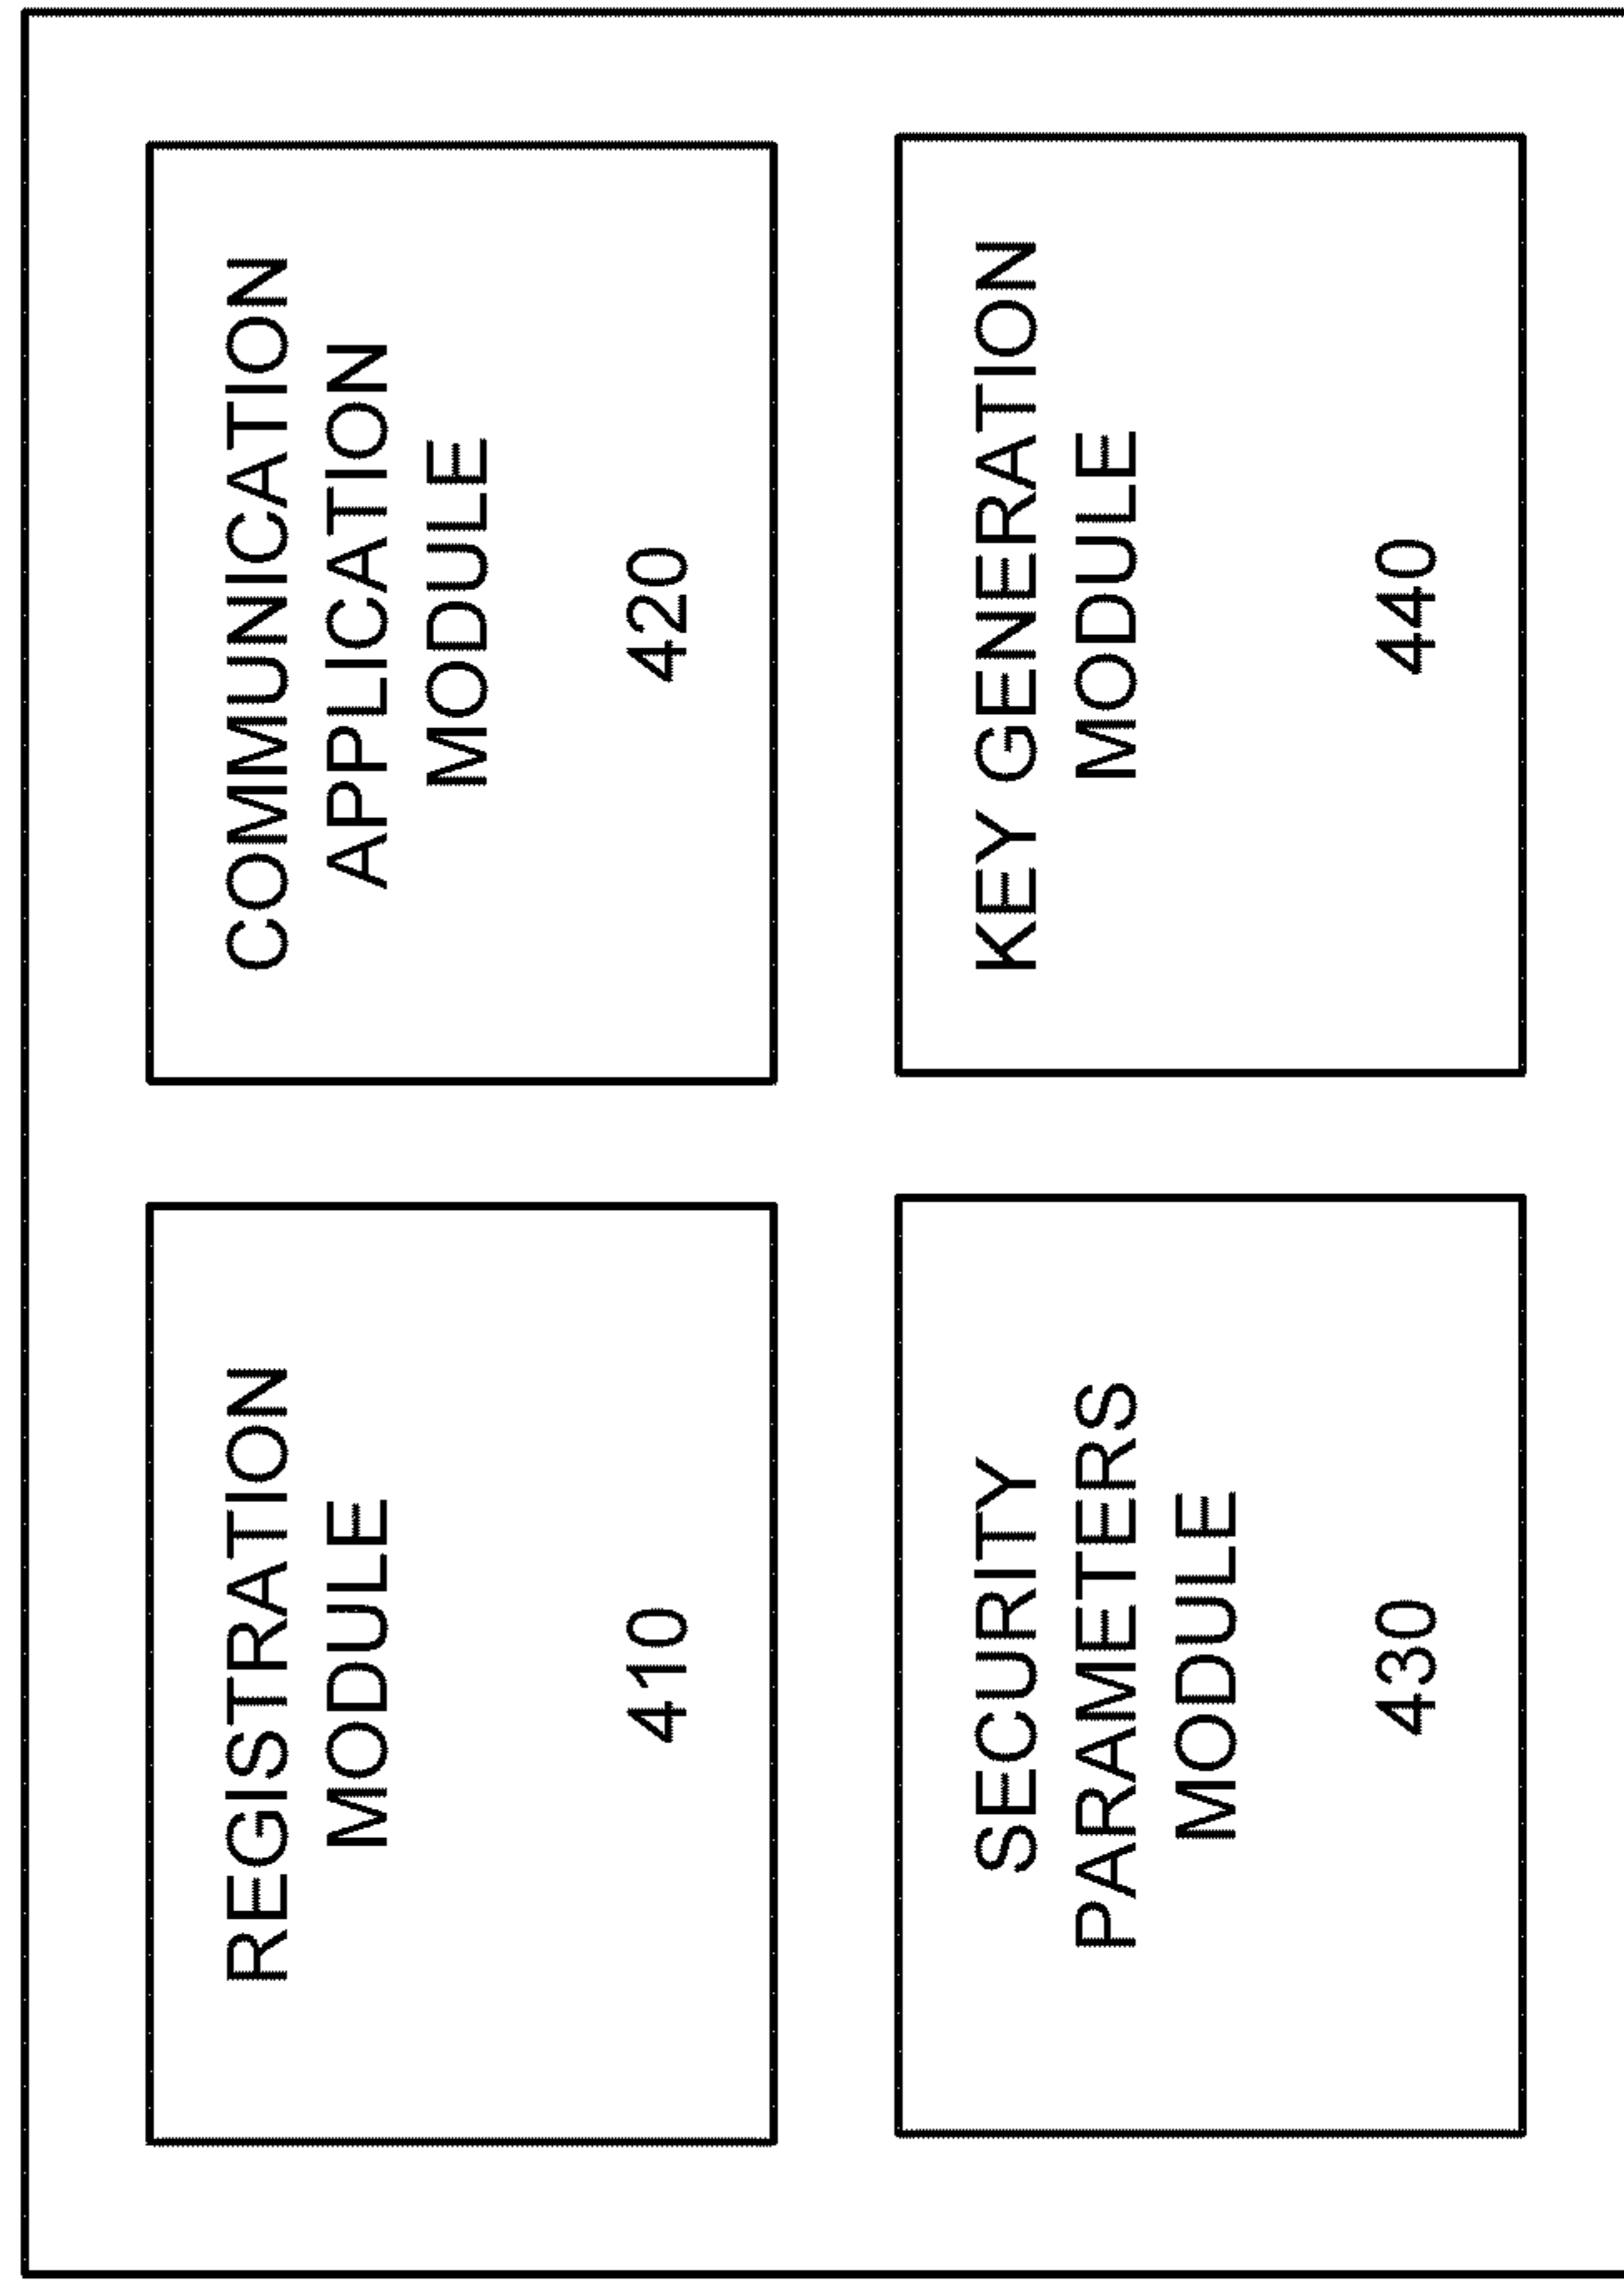 REGISTRATION
MODULE
410
COMMUNICATION
APPLICATION
MODULE
420
SECURITY
PARAMETERS
MODULE
430
KEY GENERATION
MODULE
440